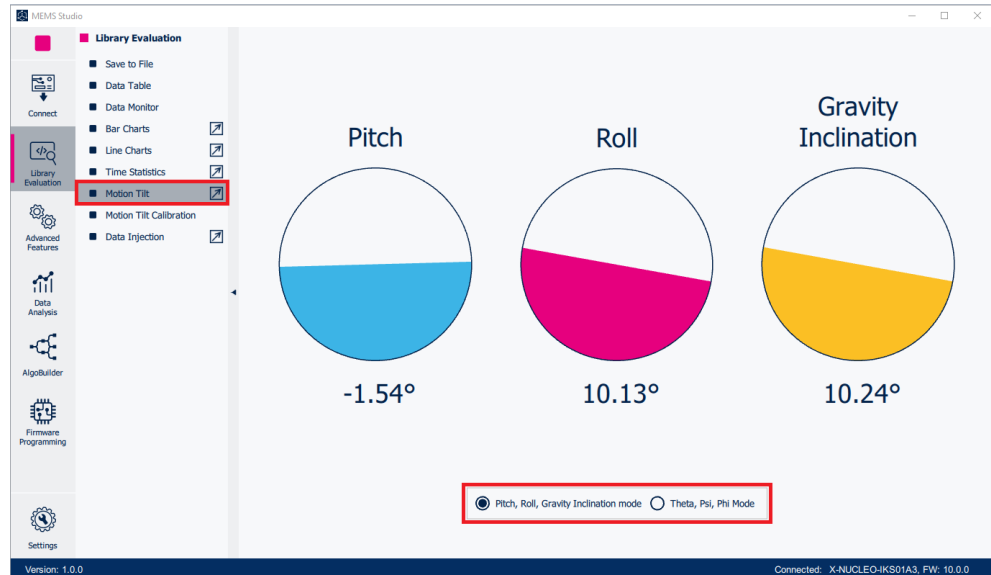 MEMS Studio
Connect
Library
Evaluation
Advanced
Features
Data
Analysis
AlgoBuilder
Firmware
Programming
Settings
Library Evaluation
Save to File
Data Table
Data Monitor
Bar Charts
Line Charts
Time Statistics
Motion Tilt
Motion Tilt Calibration
Data Injection
Pitch
Roll
Gravity
Inclination
-1.54°
10.13°
10.24°
Pitch, Roll, Gravity Inclination mode
Theta, Psi, Phi Mode
Version: 1.0.0
Connected: X-NUCLEO-IKS01A3, FW: 10.0.0